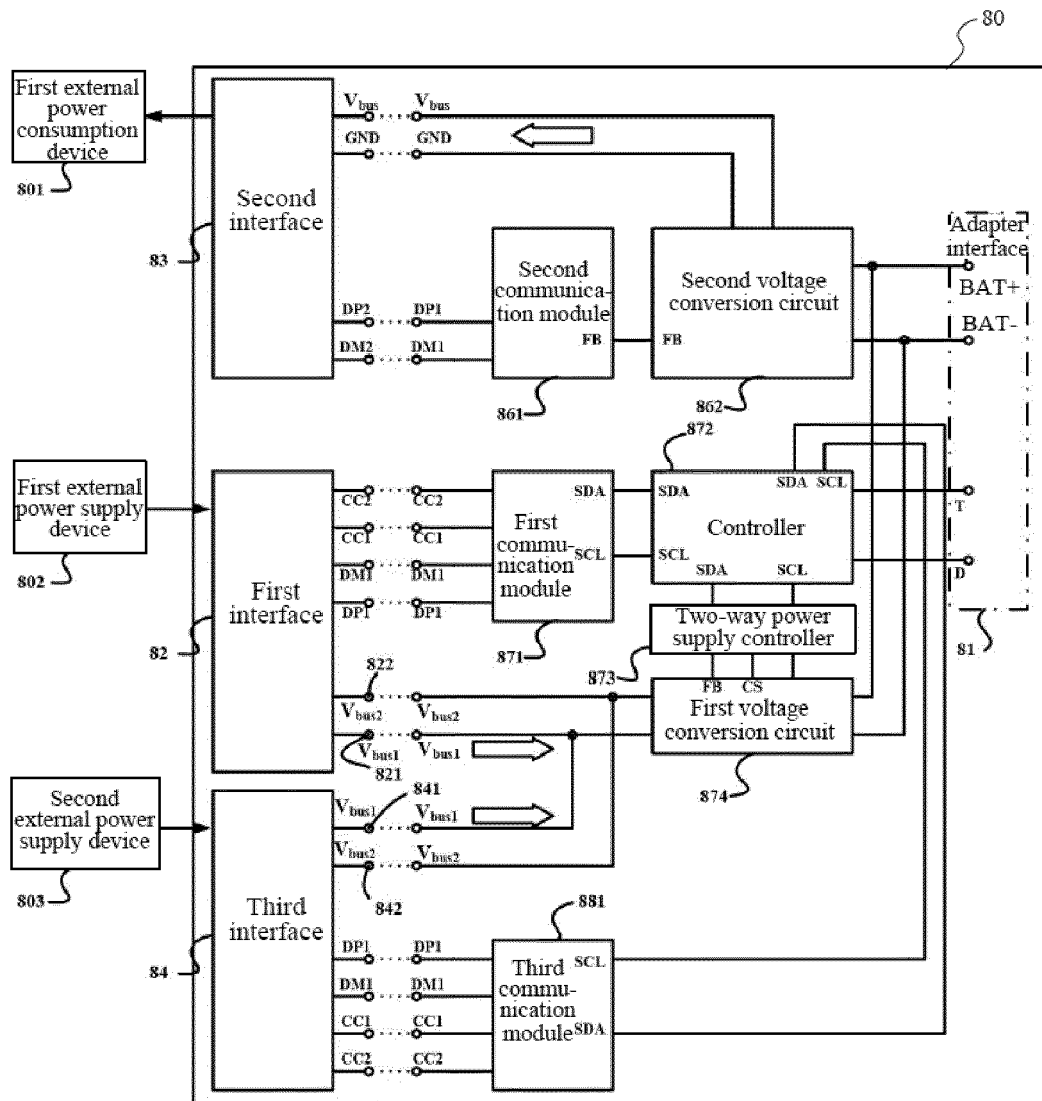 80
First external
power
consumption
device
801
Second
interface
83
Vbus
Vbus
GND
GND
DP2
DP1
DM2
DM1
Second
communica-
tion module
FB
861
Second voltage
conversion circuit
FB
862
Adapter
interface
BAT+
BAT-
T
D
81
First external
power supply
device
802
First
interface
82
CC2
CC2
CC1
CC1
DM1
DM1
DP1
DP1
822
Vbus2
Vbus2
Vbus1
Vbus1
821
First
commu-
nication
module
SDA
SCL
871
872
SDA
SCL
SDA
SCL
Controller
SDA
SCL
Two-way power
supply controller
873
FB
CS
First voltage
conversion circuit
874
Second
external power
supply device
803
Third
interface
84
841
Vbus1
Vbus1
Vbus2
Vbus2
842
DP1
DP1
DM1
DM1
CC1
CC1
CC2
CC2
881
Third
commu-
nication
module
SCL
SDA